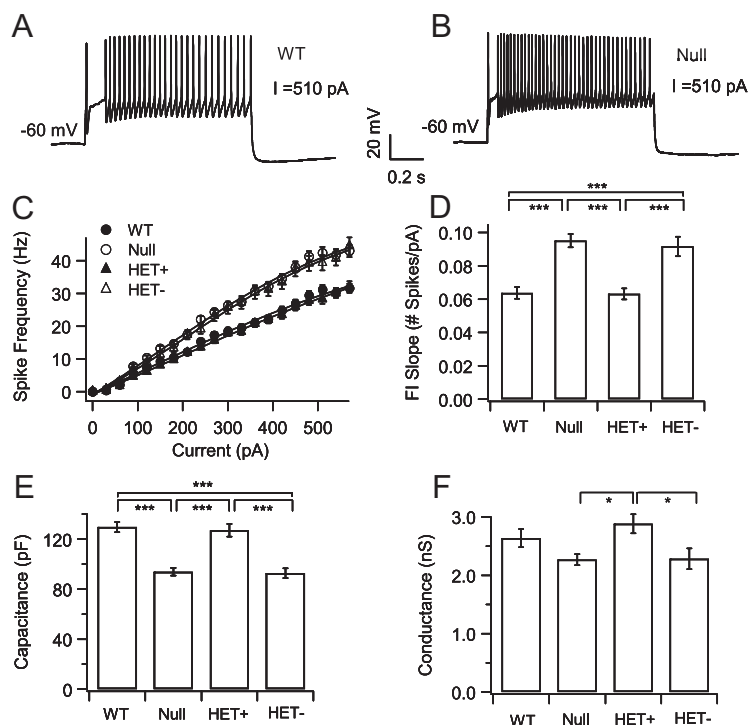 A
WT
I =510 pA
-60 mV
20 mV
0.2 s
B
Null
I =510 pA
-60 mV
C
WT
Null
HET+
HET-
Spike Frequency (Hz)
40
30
20
10
0
0 100 200 300 400 500
Current (pA)
D
***
*** *** ***
FI Slope (# Spikes/pA)
0.10
0.08
0.06
0.04
0.02
0.00
WT Null HET+ HET-
E
***
*** *** ***
Capacitance (pF)
120
80
40
0
WT Null HET+ HET-
F
* *
Conductance (nS)
3.0
2.0
1.0
0.0
WT Null HET+ HET-